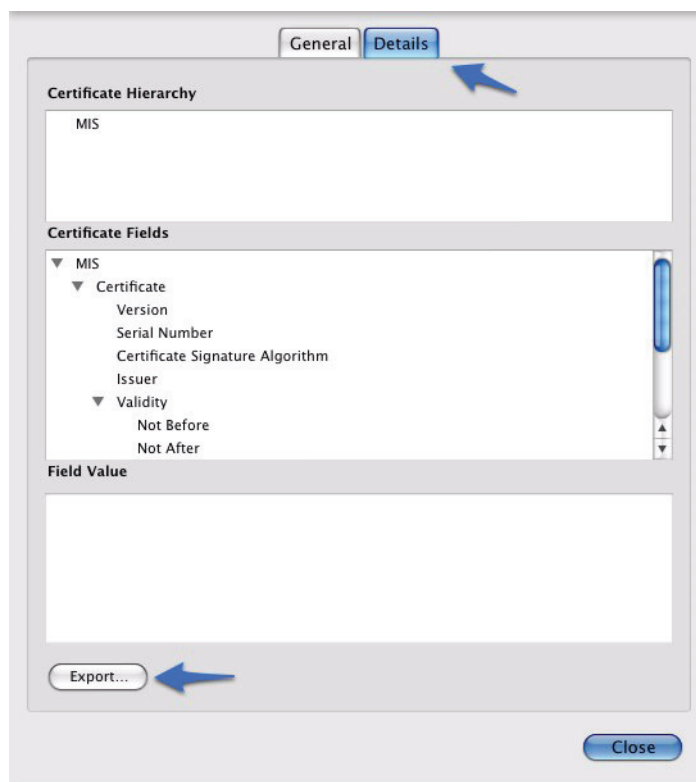 General Details
Certificate Hierarchy
MIS
Certificate Fields
MIS
Certificate
Version
Serial Number
Certificate Signature Algorithm
Issuer
Validity
Not Before
Not After
Field Value
Export...
Close